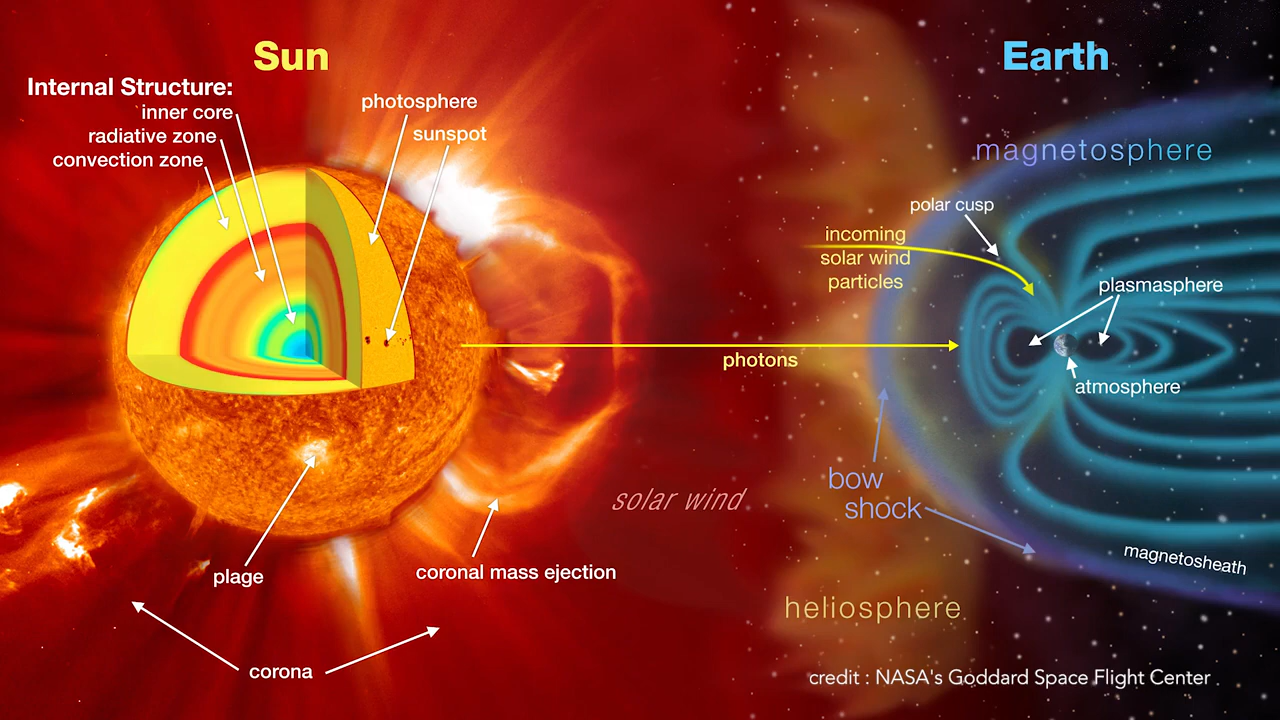 Sun
Earth
Internal Structure:
inner core
radiative zone
convection zone
photosphere
sunspot
magnetosphere
polar cusp
incoming
solar wind
particles
plasmasphere
photons
atmosphere
bow
shock
solar wind
magnetosheath
plage
coronal mass ejection
heliosphere
corona
credit : NASA's Goddard Space Flight Center